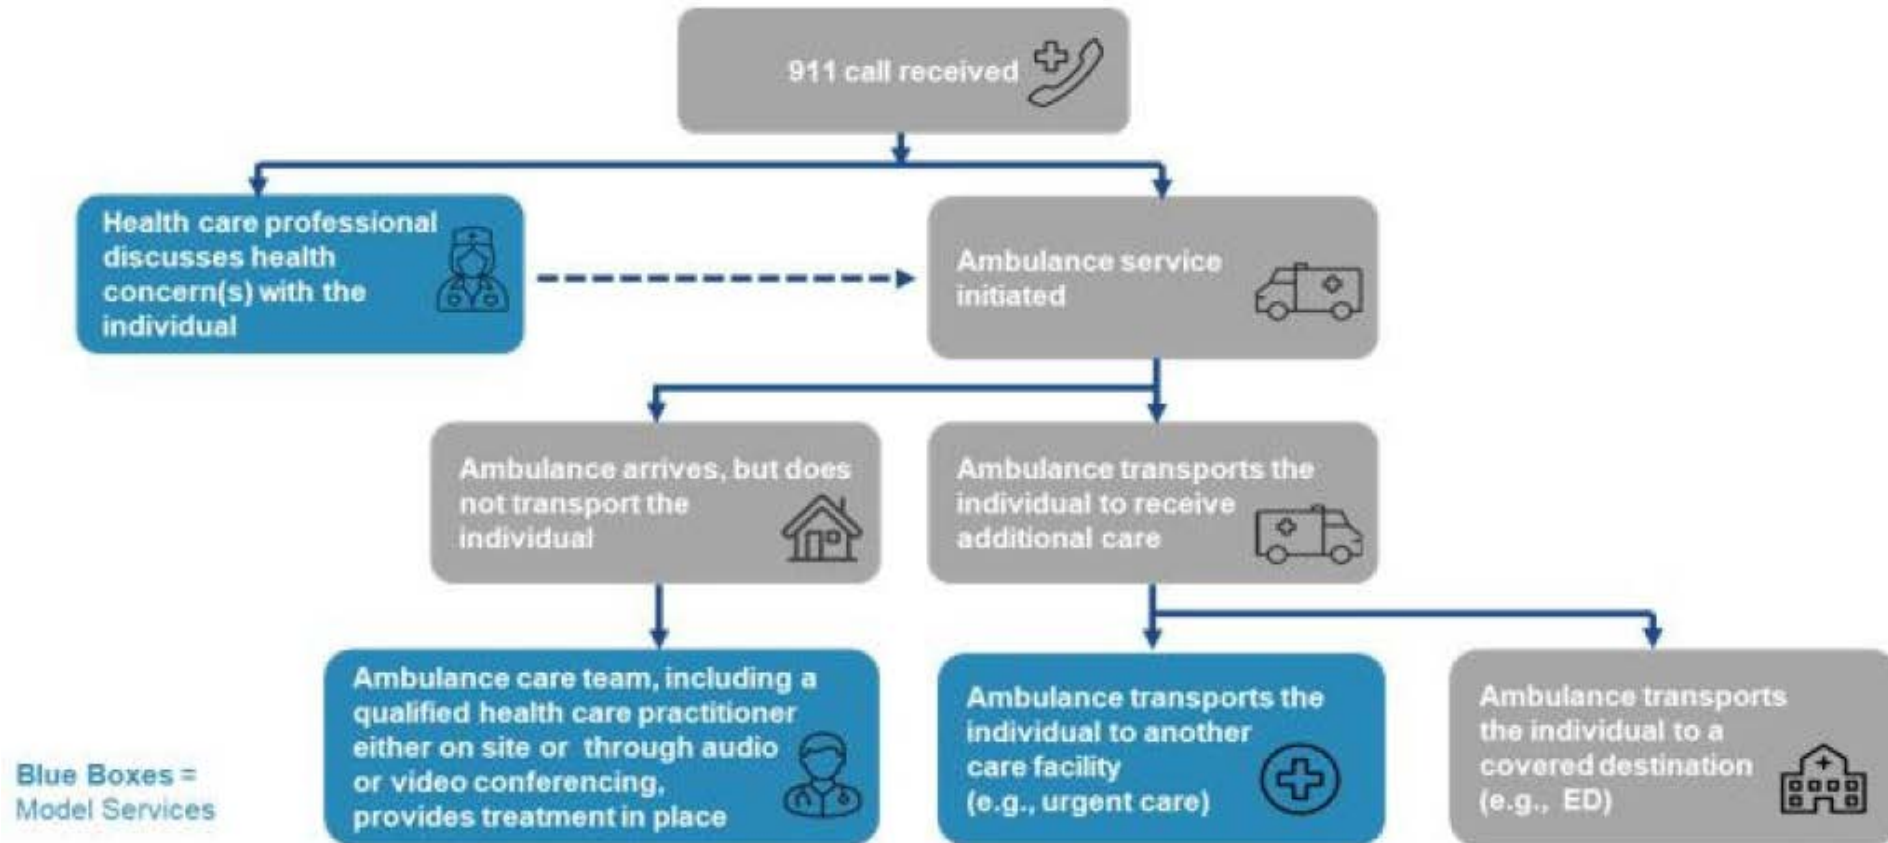 911 call received
Health care professional
discusses health
concern(s) with the
individual
Ambulance service
initiated
Ambulance arrives, but does
not transport the
individual
Ambulance transports the
individual to receive
additional care
Ambulance care team, including a
qualified health care practitioner
either on site or through audio
or video conferencing,
provides treatment in place
Ambulance transports the
individual to another
care facility
(e.g., urgent care)
Ambulance transports
the individual to a
covered destination
(e.g., ED)
Blue Boxes =
Model Services